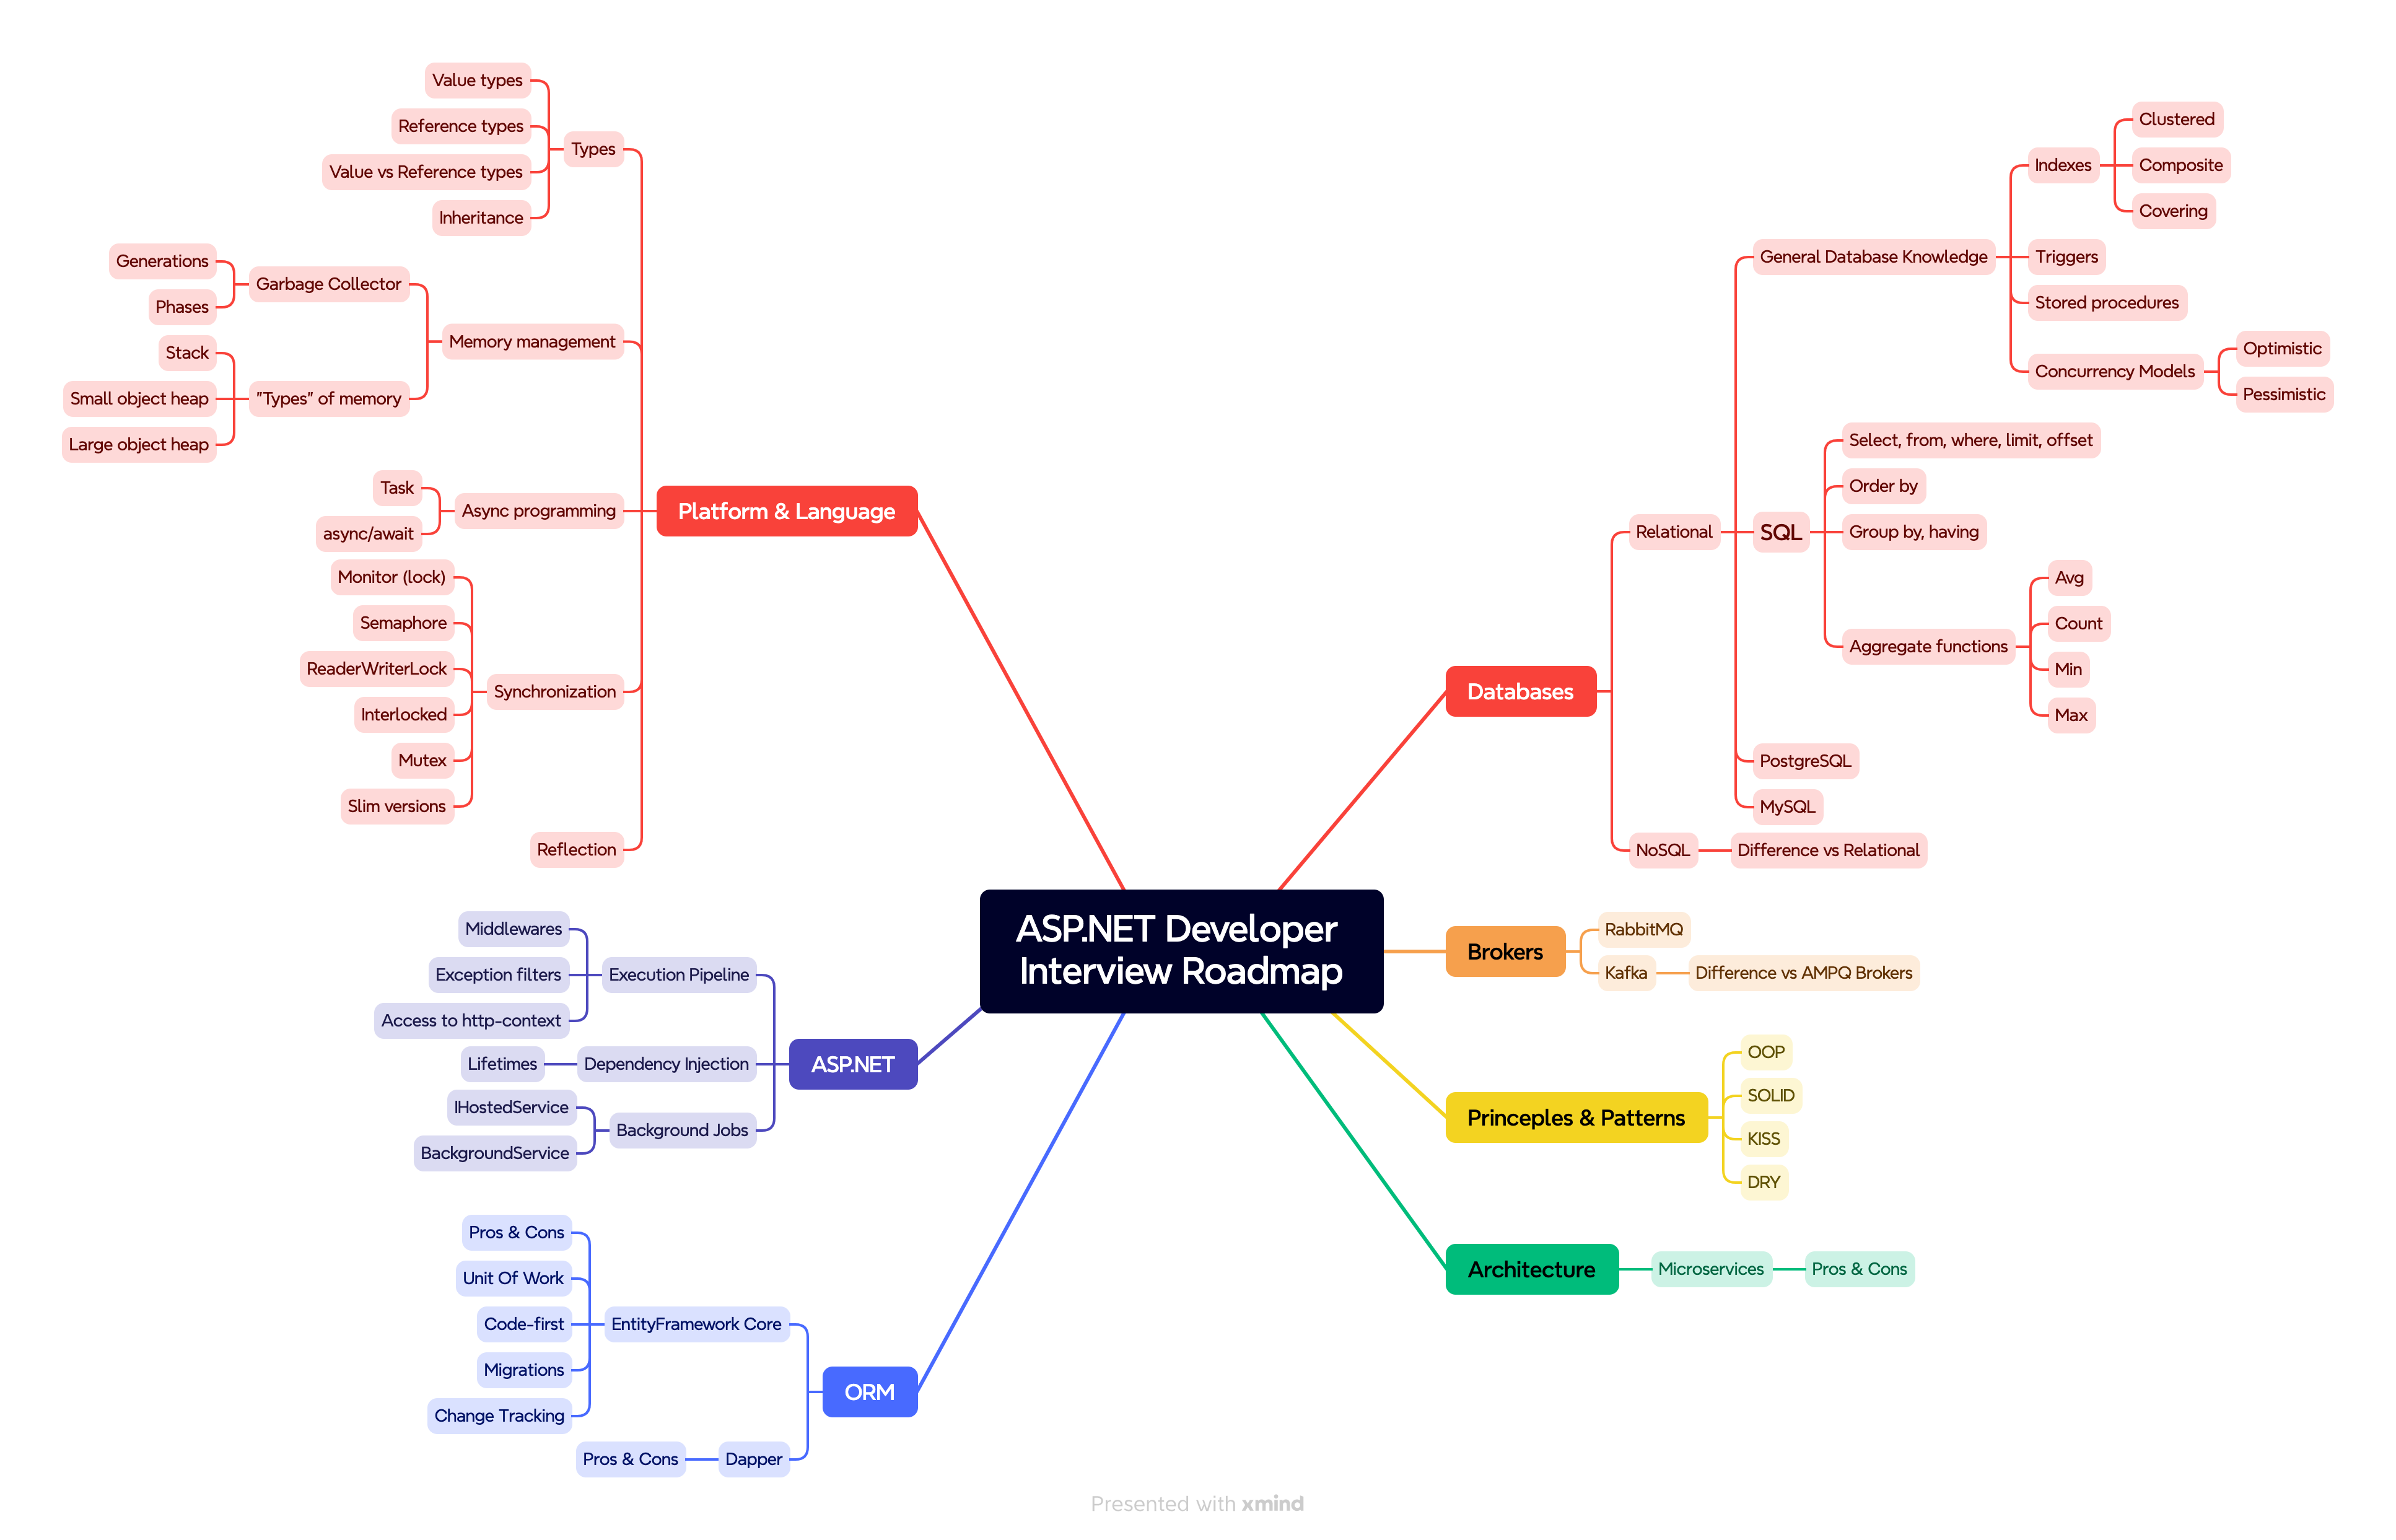 Value types
Reference types
Types
Value vs Reference types
Inheritance
Generations
Garbage Collector
Phases
Memory management
Stack
Small object heap
"Types" of memory
Large object heap
Task
Async programming
async/await
Platform & Language
Monitor (lock)
Semaphore
ReaderWriterLock
Synchronization
Interlocked
Mutex
Slim versions
Reflection
Middlewares
Exception filters
Execution Pipeline
Access to http-context
Lifetimes
Dependency Injection
ASP.NET
IHostedService
Background Jobs
BackgroundService
Pros & Cons
Unit Of Work
Code-first
EntityFramework Core
Migrations
Change Tracking
ORM
Pros & Cons
Dapper
ASP.NET Developer
Interview Roadmap
Clustered
Indexes
Composite
Covering
General Database Knowledge
Triggers
Stored procedures
Optimistic
Concurrency Models
Pessimistic
Select, from, where, limit, offset
Order by
Relational
SQL
Group by, having
Avg
Count
Aggregate functions
Min
Max
Databases
PostgreSQL
MySQL
NoSQL
Difference vs Relational
Brokers
RabbitMQ
Kafka
Difference vs AMPQ Brokers
OOP
SOLID
Princeples & Patterns
KISS
DRY
Architecture
Microservices
Pros & Cons
Presented with xmind